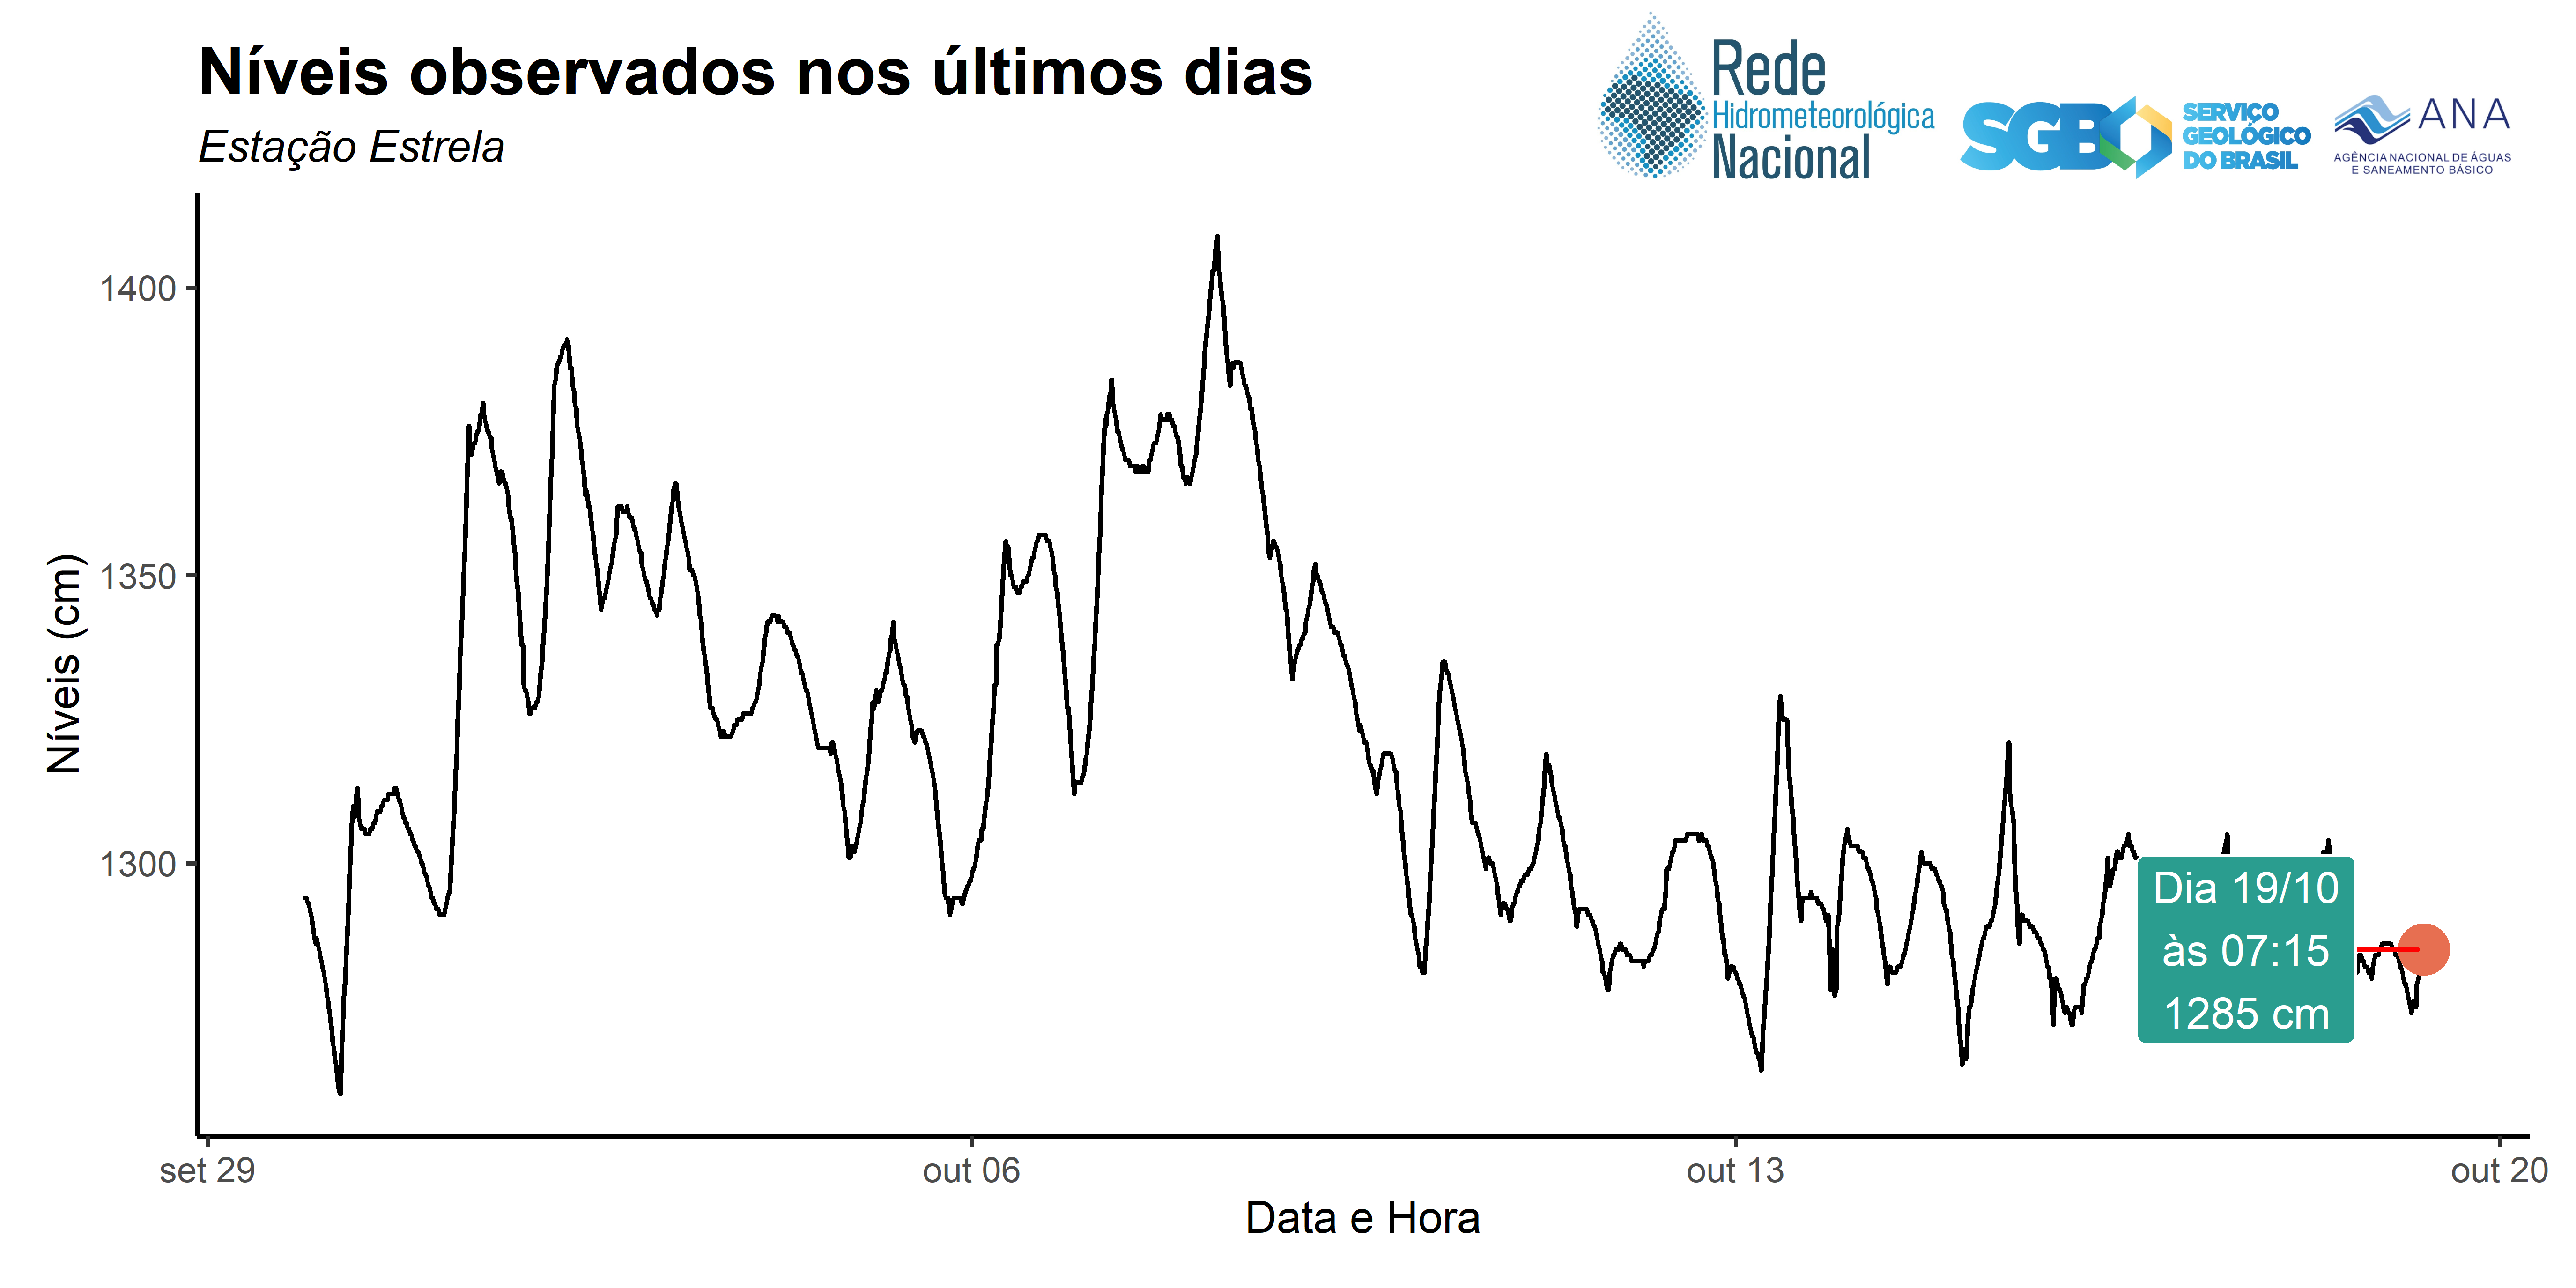 Níveis observados nos últimos dias
Estação Estrela
Rede
Hidrometeorológica
Nacional
SGB
SERVIÇO
GEOLÓGICO
DO BRASIL
ANA
AGÊNCIA NACIONAL DE ÁGUAS
E SANEAMENTO BÁSICO
Níveis (cm)
1400
1350
1300
Dia 19/10
às 07:15
1285 cm
set 29
out 06
out 13
out 20
Data e Hora